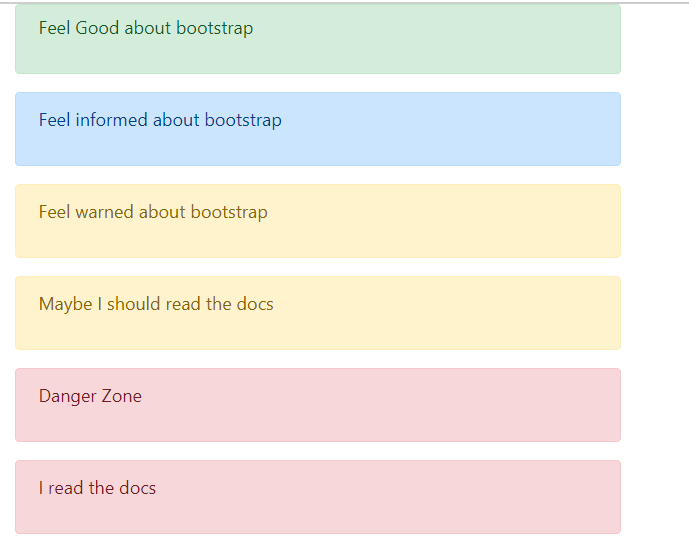 Feel Good about bootstrap
Feel informed about bootstrap
Feel warned about bootstrap
Maybe I should read the docs
Danger Zone
I read the docs